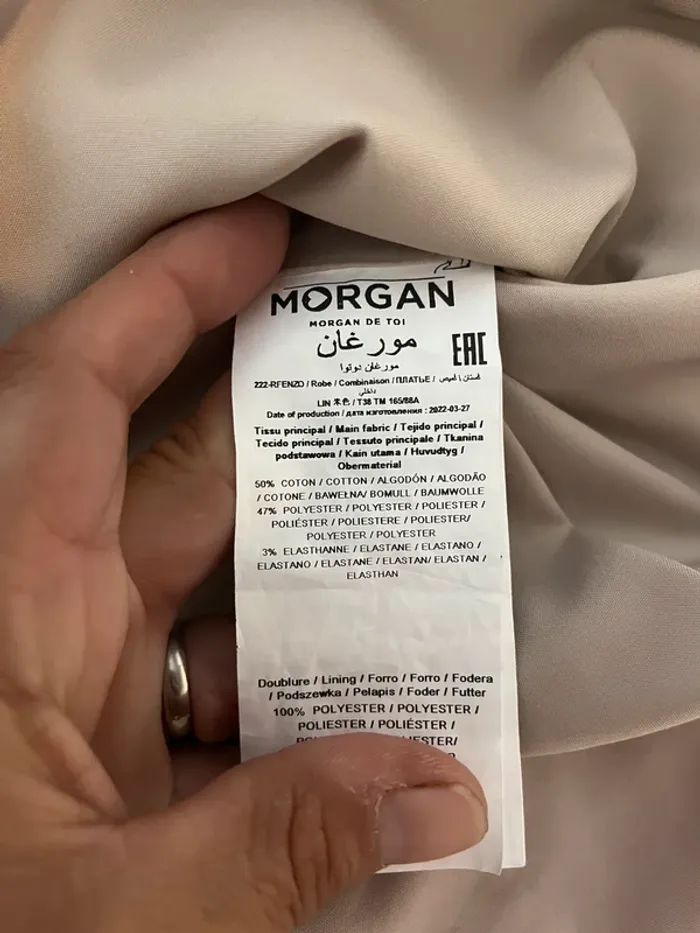 MORGAN
MORGAN DE TOI
مورغان
EAC
مورغان دوتوا
222-RFENZO / Robe / Combinaison / ПЛАТЬЕ / فستان | قميص
داخلي
LIN 本色 / T38 TM 165/88A
Date of production / дата изготовления : 2022-03-27
Tissu principal / Main fabric / Tejido principal /
Tecido principal / Tessuto principale / Tkanina
podstawowa / Kain utama / Huvudtyg /
Obermaterial
50% COTON / COTTON / ALGODÓN / ALGODÃO
/ COTONE / BAWEŁNA/ BOMULL / BAUMWOLLE
47% POLYESTER / POLYESTER / POLIESTER /
POLIÉSTER / POLIESTERE / POLIESTER/
POLYESTER / POLYESTER
3% ELASTHANNE / ELASTANE / ELASTANO /
ELASTANO / ELASTANE / ELASTAN/ ELASTAN /
ELASTHAN
Doublure / Lining / Forro / Forro / Fodera
/ Podszewka / Pelapis / Foder / Futter
100% POLYESTER / POLYESTER /
POLIESTER / POLIÉSTER /